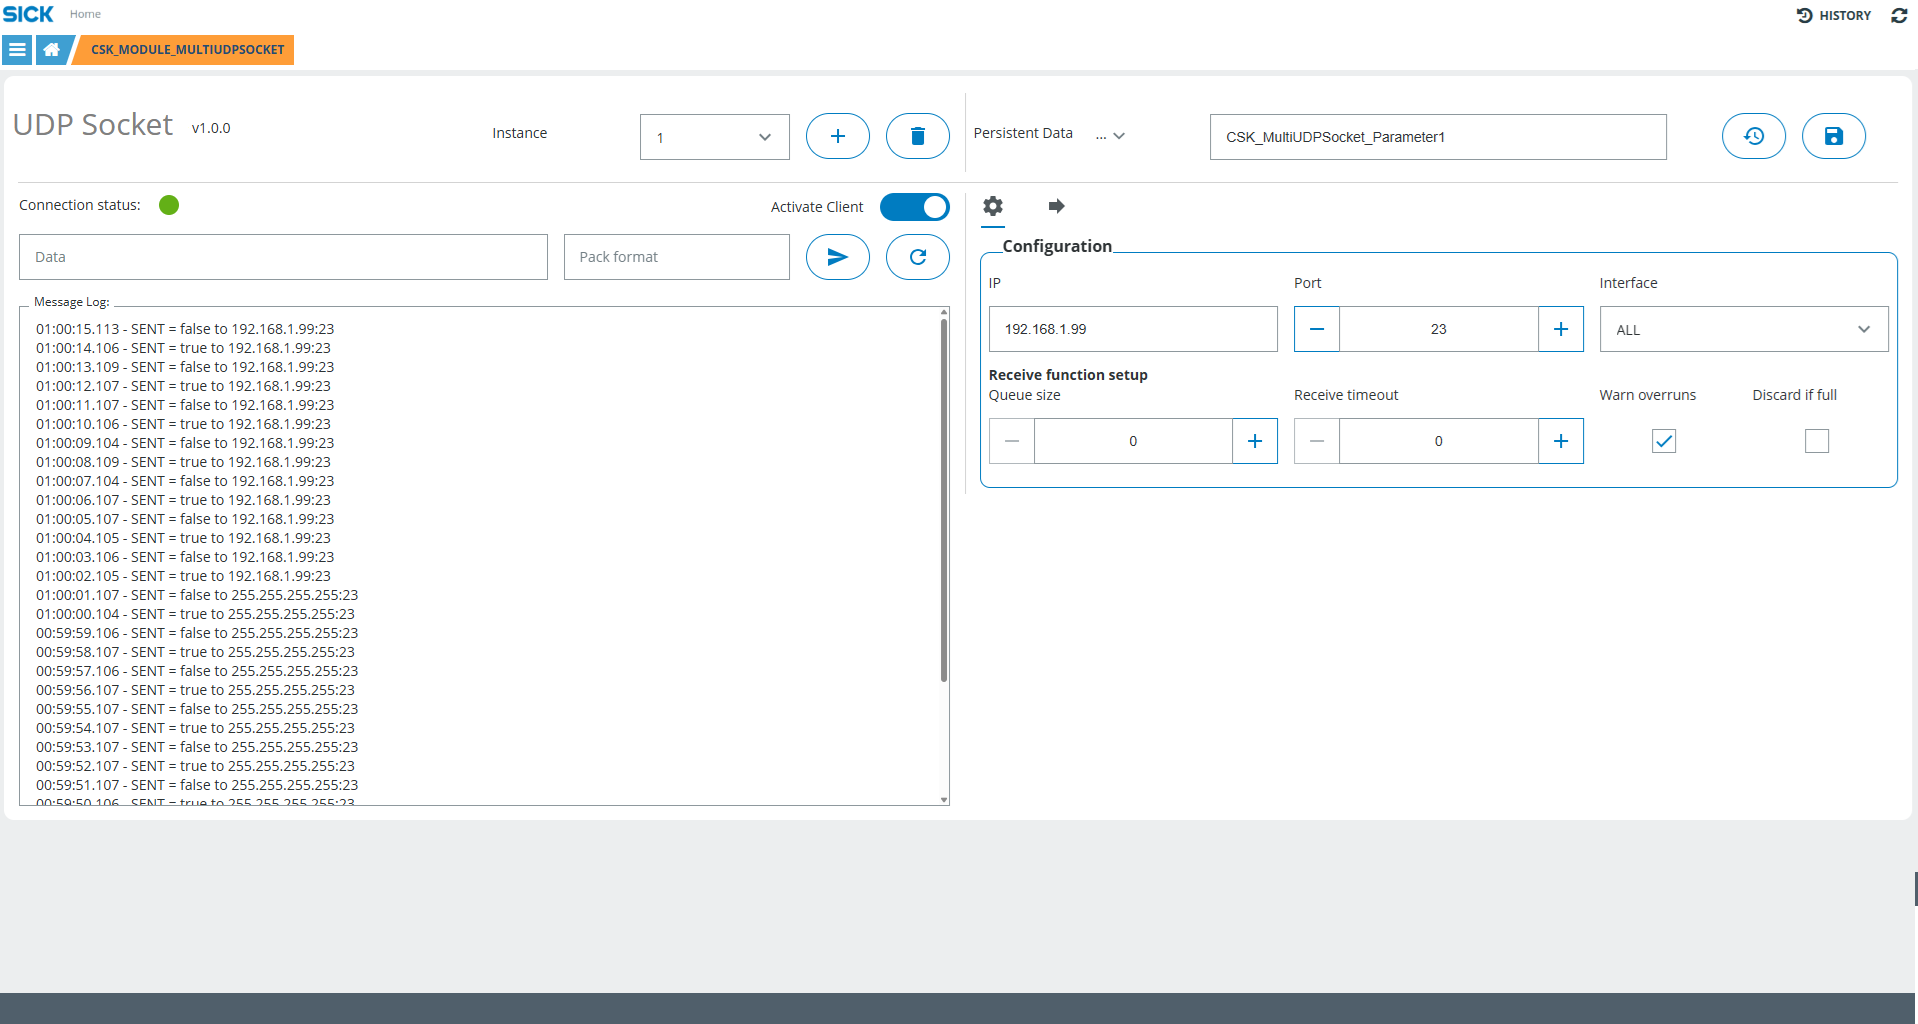 SICK Home
HISTORY
CSK_MODULE_MULTIUDPSOCKET
UDP Socket v1.0.0
Instance
1
Persistent Data
...
CSK_MultiUDPSocket_Parameter1
Connection status:
Activate Client
Data
Pack format
Message Log:
01:00:15.113 - SENT = false to 192.168.1.99:23
01:00:14.106 - SENT = true to 192.168.1.99:23
01:00:13.109 - SENT = false to 192.168.1.99:23
01:00:12.107 - SENT = true to 192.168.1.99:23
01:00:11.107 - SENT = false to 192.168.1.99:23
01:00:10.106 - SENT = true to 192.168.1.99:23
01:00:09.104 - SENT = false to 192.168.1.99:23
01:00:08.109 - SENT = true to 192.168.1.99:23
01:00:07.104 - SENT = false to 192.168.1.99:23
01:00:06.107 - SENT = true to 192.168.1.99:23
01:00:05.107 - SENT = false to 192.168.1.99:23
01:00:04.105 - SENT = true to 192.168.1.99:23
01:00:03.106 - SENT = false to 192.168.1.99:23
01:00:02.105 - SENT = true to 192.168.1.99:23
01:00:01.107 - SENT = false to 255.255.255.255:23
01:00:00.104 - SENT = true to 255.255.255.255:23
00:59:59.106 - SENT = false to 255.255.255.255:23
00:59:58.107 - SENT = true to 255.255.255.255:23
00:59:57.106 - SENT = false to 255.255.255.255:23
00:59:56.107 - SENT = true to 255.255.255.255:23
00:59:55.107 - SENT = false to 255.255.255.255:23
00:59:54.107 - SENT = true to 255.255.255.255:23
00:59:53.107 - SENT = false to 255.255.255.255:23
00:59:52.107 - SENT = true to 255.255.255.255:23
00:59:51.107 - SENT = false to 255.255.255.255:23
00:59:50.106 - SENT = true to 255.255.255.255:23
Configuration
IP
Port
Interface
192.168.1.99
23
ALL
Receive function setup
Queue size
Receive timeout
Warn overruns
Discard if full
0
0